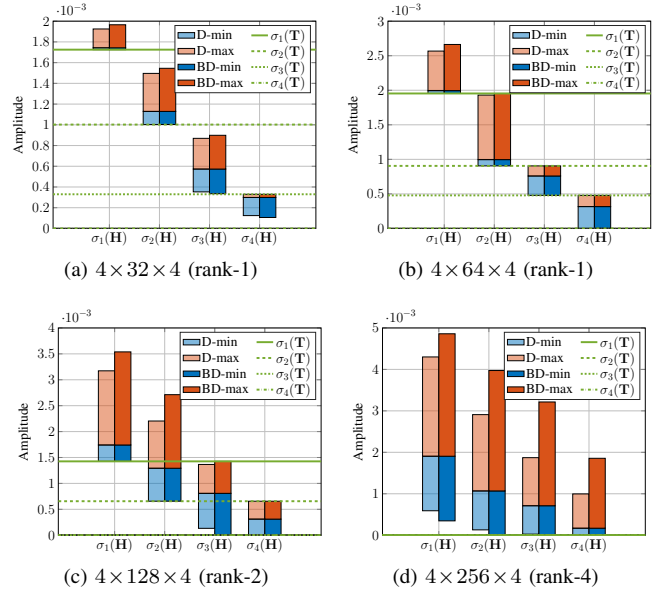 ·10⁻³
2
1.8
1.6
1.4
1.2
1
0.8
0.6
0.4
0.2
0
Amplitude
D-min
D-max
BD-min
BD-max
σ₁(T)
σ₂(T)
σ₃(T)
σ₄(T)
σ₁(H) σ₂(H) σ₃(H) σ₄(H)
(a) 4×32×4 (rank-1)
·10⁻³
3
2.5
2
1.5
1
0.5
0
Amplitude
D-min
D-max
BD-min
BD-max
σ₁(T)
σ₂(T)
σ₃(T)
σ₄(T)
σ₁(H) σ₂(H) σ₃(H) σ₄(H)
(b) 4×64×4 (rank-1)
·10⁻³
4
3.5
3
2.5
2
1.5
1
0.5
0
Amplitude
D-min
D-max
BD-min
BD-max
σ₁(T)
σ₂(T)
σ₃(T)
σ₄(T)
σ₁(H) σ₂(H) σ₃(H) σ₄(H)
(c) 4×128×4 (rank-2)
·10⁻³
5
4
3
2
1
0
Amplitude
D-min
D-max
BD-min
BD-max
σ₁(T)
σ₂(T)
σ₃(T)
σ₄(T)
σ₁(H) σ₂(H) σ₃(H) σ₄(H)
(d) 4×256×4 (rank-4)